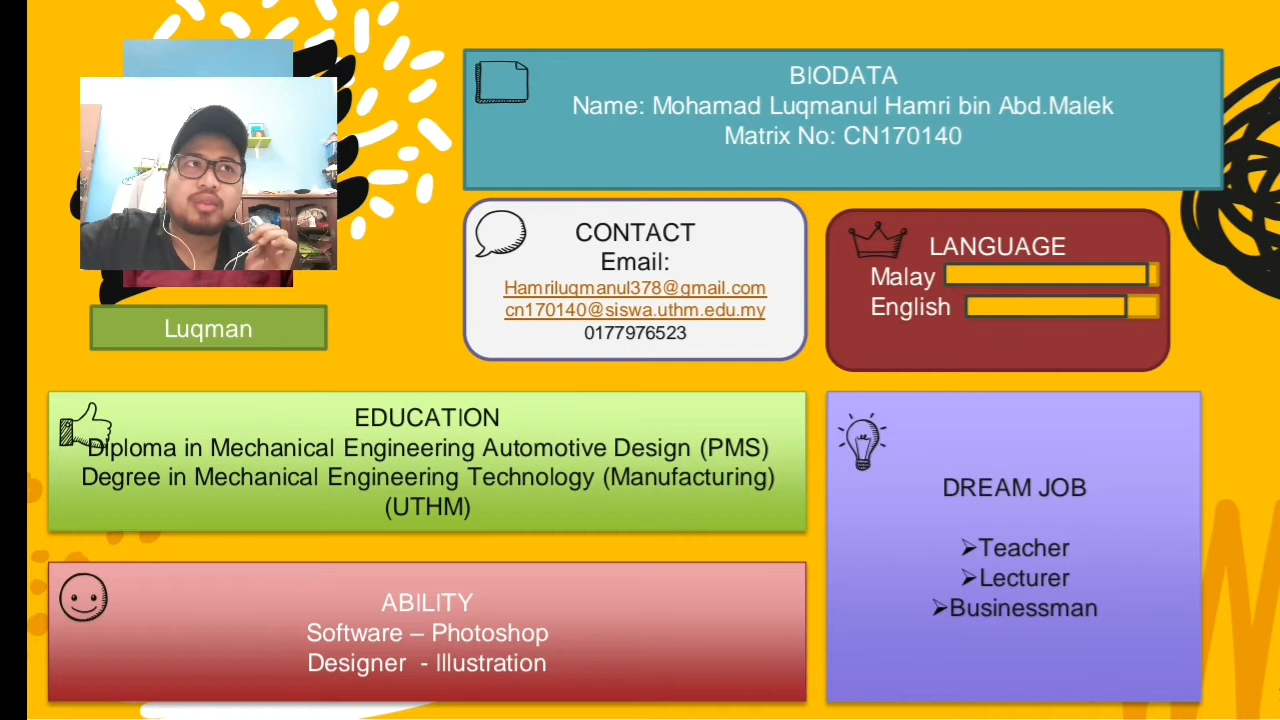 BIODATA
Name: Mohamad Luqmanul Hamri bin Abd.Malek
Matrix No: CN170140
CONTACT
Email:
Hamriluqmanul378@gmail.com
cn170140@siswa.uthm.edu.my
0177976523
LANGUAGE
Malay
English
Luqman
EDUCATION
Diploma in Mechanical Engineering Automotive Design (PMS)
Degree in Mechanical Engineering Technology (Manufacturing)
(UTHM)
DREAM JOB
➢Teacher
➢Lecturer
➢Businessman
ABILITY
Software – Photoshop
Designer  - Illustration